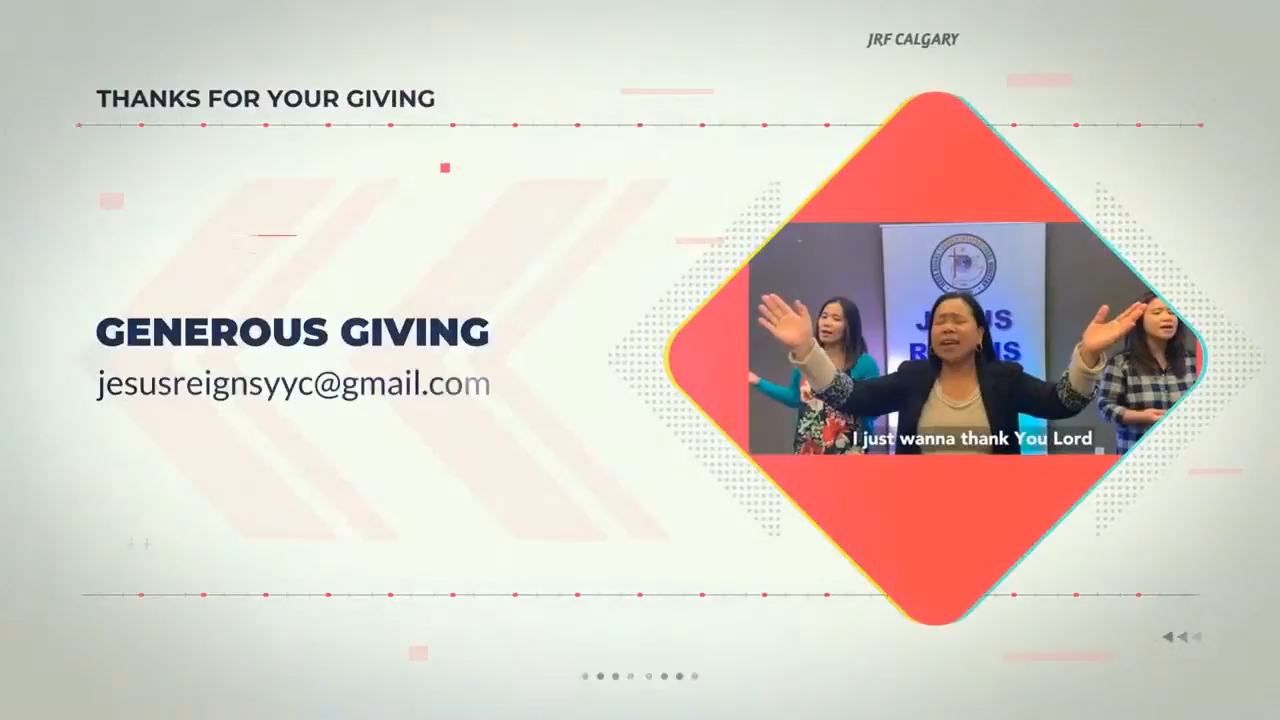 JRF CALGARY
THANKS FOR YOUR GIVING
GENEROUS GIVING
jesusreignsyyc@gmail.com
I just wanna thank You Lord